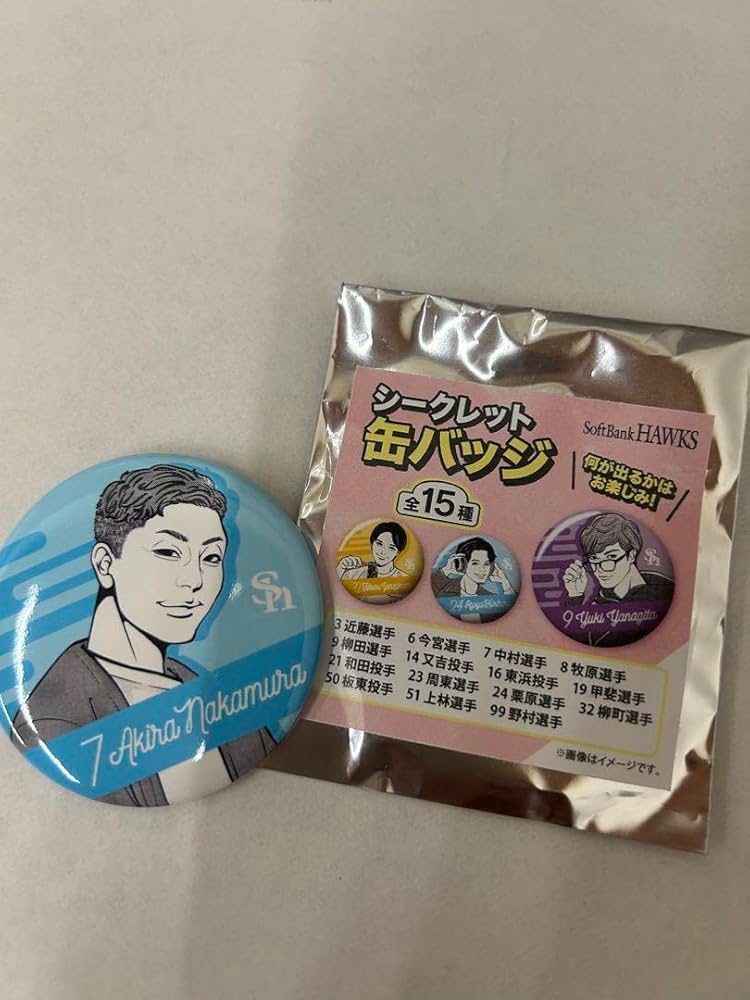 シークレット
缶バッジ
SoftBank HAWKS
何が出るかは
お楽しみ!
全15種
Sh
9 Yuki Yanagita
3 近藤選手 6 今宮選手 7 中村選手 8 牧原選手
9 柳田選手 14 又吉投手 16 東浜投手 19 甲斐選手
21 和田投手 23 周東選手 24 栗原選手 32 柳町選手
50 板東投手 51 上林選手 99 野村選手
※画像はイメージです。
Sh
7 Akira Nakamura